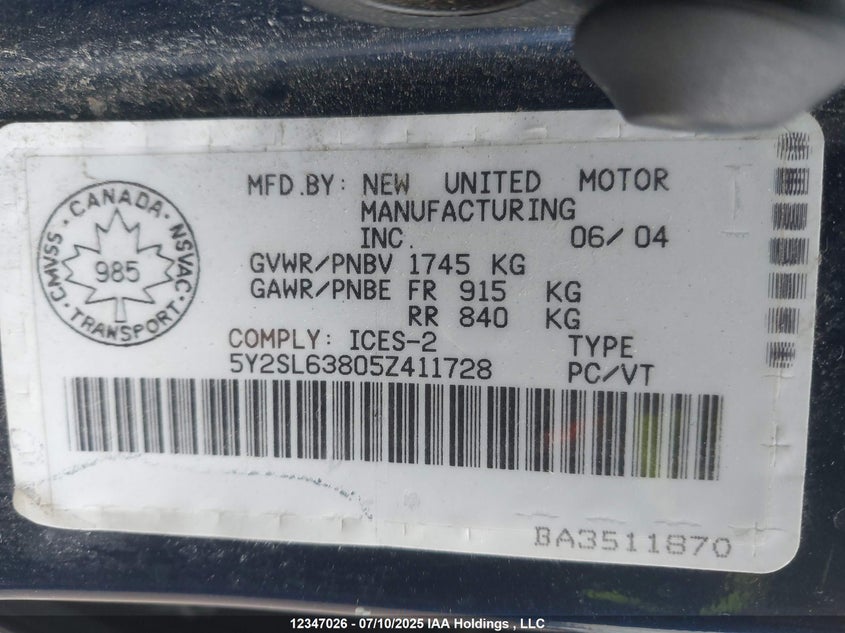 MFD.BY: NEW UNITED MOTOR
MANUFACTURING
INC. 06/04
CANADA
CMVSS
NSVAC
985
TRANSPORT
GVWR/PNBV 1745 KG
GAWR/PNBE FR 915 KG
RR 840 KG
COMPLY: ICES-2 TYPE
5Y2SL63805Z411728 PC/VT
BA3511870
12347026 - 07/10/2025 IAA Holdings , LLC